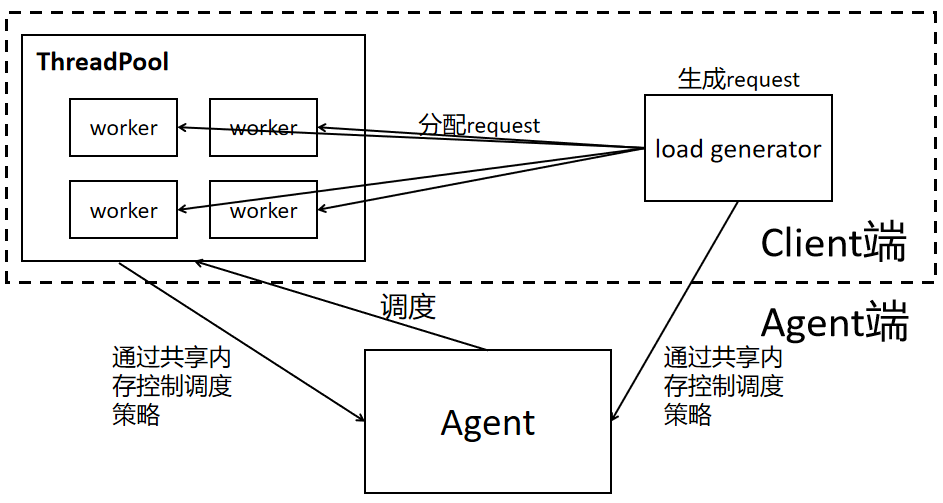 ThreadPool
生成request
worker
worker
分配request
load generator
worker
worker
Client端
调度
Agent端
通过共享内
存控制调度
策略
通过共享内
存控制调度
策略
Agent